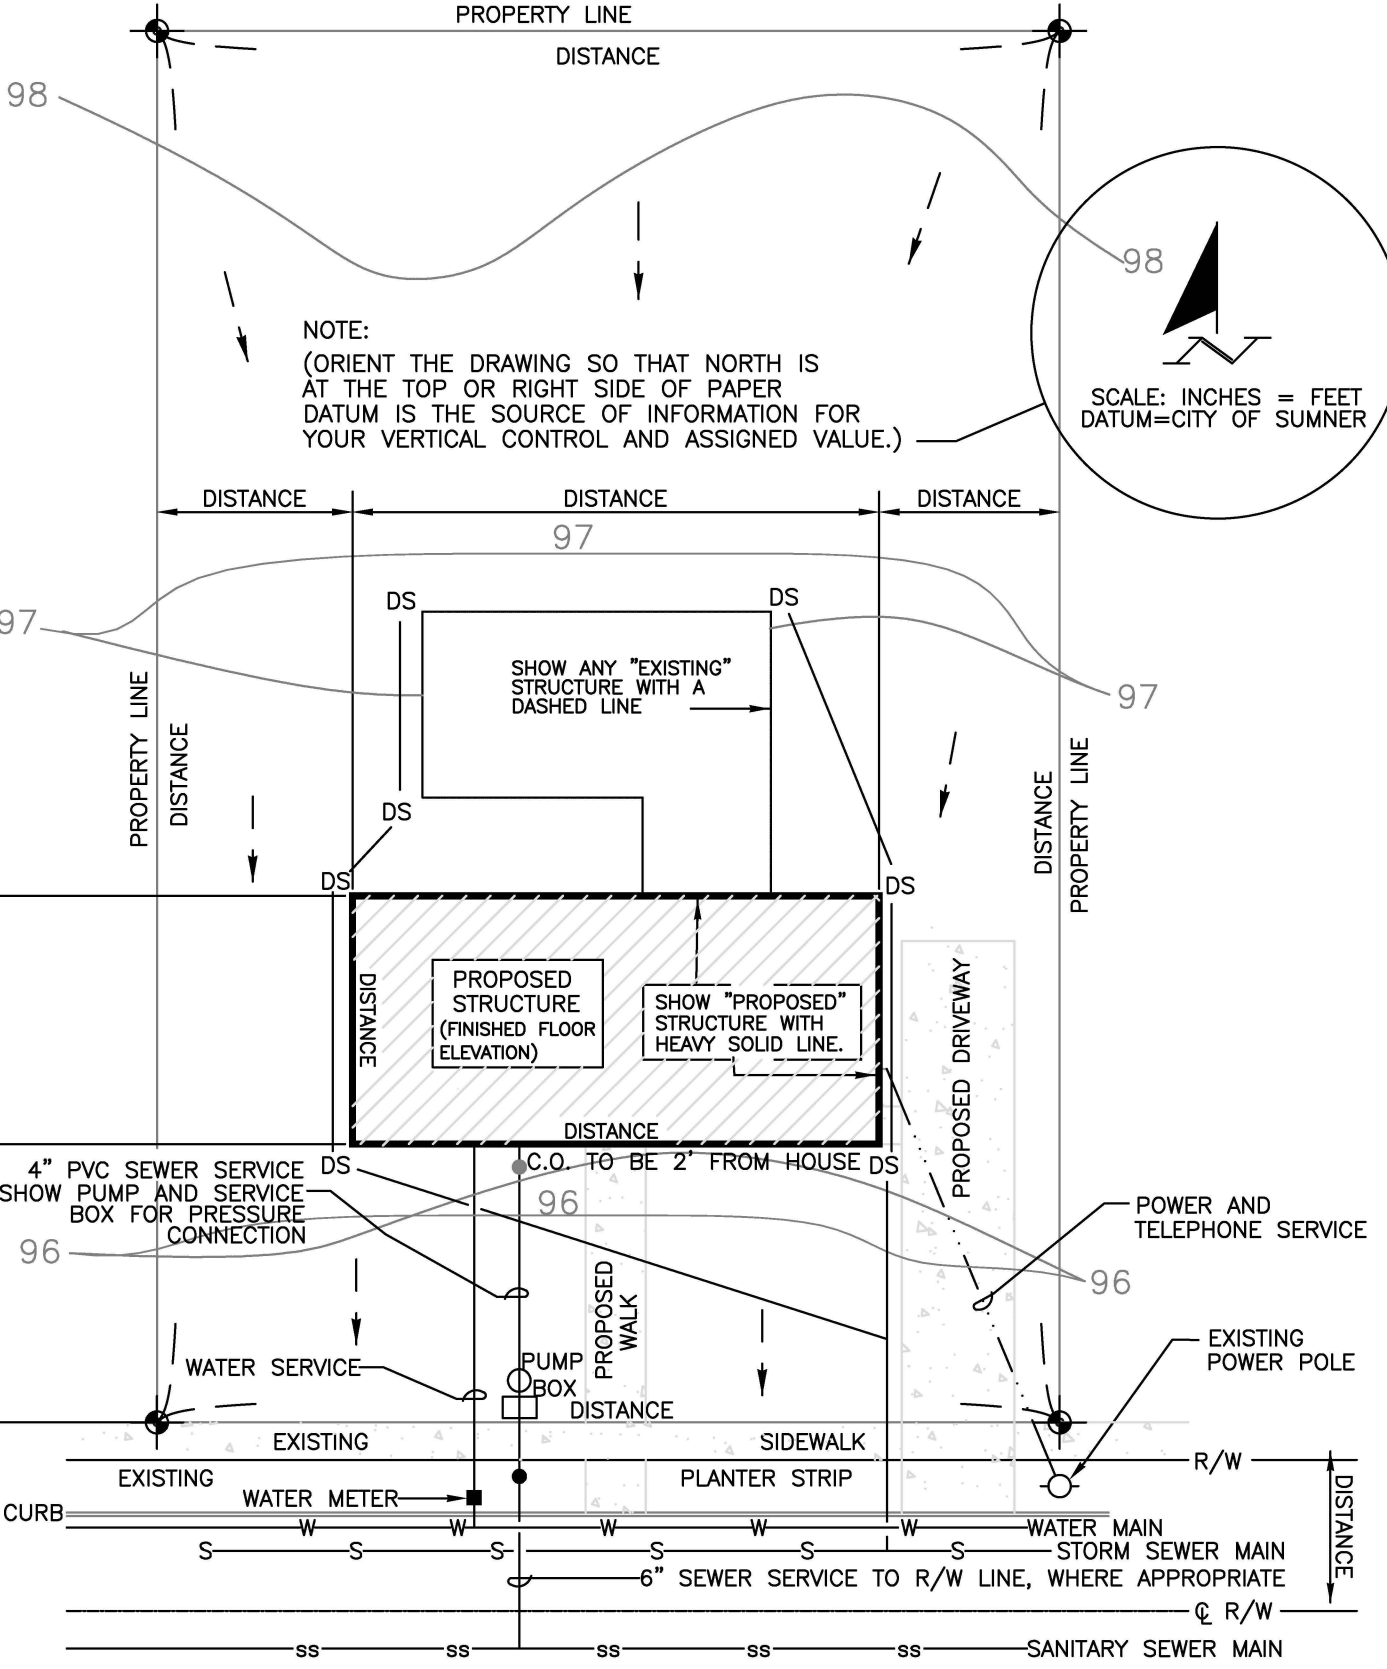 PROPERTY LINE
DISTANCE
98
98
NOTE:
(ORIENT THE DRAWING SO THAT NORTH IS
AT THE TOP OR RIGHT SIDE OF PAPER
DATUM IS THE SOURCE OF INFORMATION FOR
YOUR VERTICAL CONTROL AND ASSIGNED VALUE.)
N
SCALE: INCHES = FEET
DATUM=CITY OF SUMNER
DISTANCE
DISTANCE
DISTANCE
97
97
97
DS
DS
SHOW ANY "EXISTING"
STRUCTURE WITH A
DASHED LINE
PROPERTY LINE
DISTANCE
DISTANCE
PROPERTY LINE
DS
DS
DS
DISTANCE
PROPOSED
STRUCTURE
(FINISHED FLOOR
ELEVATION)
SHOW "PROPOSED"
STRUCTURE WITH
HEAVY SOLID LINE.
PROPOSED DRIVEWAY
DISTANCE
4" PVC SEWER SERVICE
SHOW PUMP AND SERVICE
BOX FOR PRESSURE
CONNECTION
DS
C.O. TO BE 2' FROM HOUSE
DS
96
96
96
POWER AND
TELEPHONE SERVICE
PROPOSED
WALK
WATER SERVICE
PUMP
BOX
DISTANCE
EXISTING
POWER POLE
EXISTING
SIDEWALK
EXISTING
PLANTER STRIP
R/W
WATER METER
CURB
DISTANCE
W W W W W WATER MAIN
S S S S S S STORM SEWER MAIN
6" SEWER SERVICE TO R/W LINE, WHERE APPROPRIATE
℄ R/W
SS SS SS SS SS SANITARY SEWER MAIN